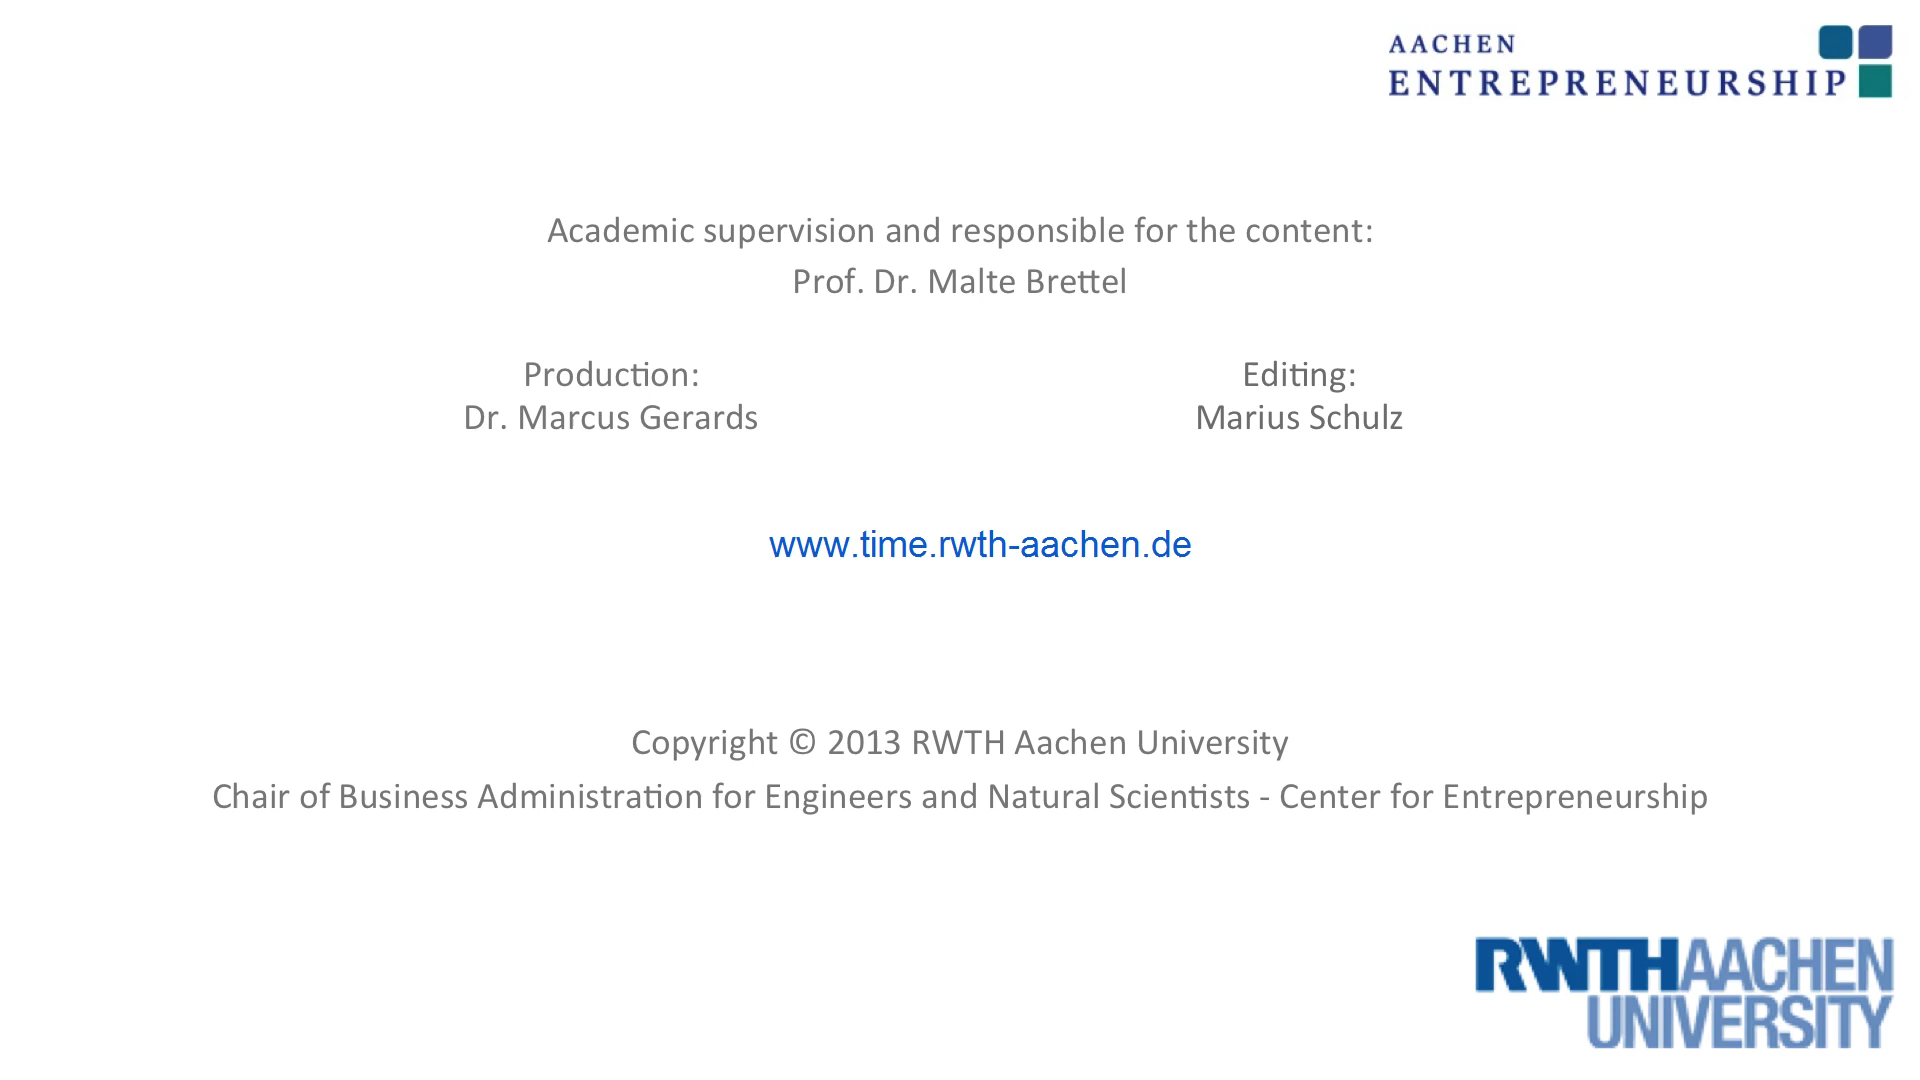 AACHEN
ENTREPRENEURSHIP
Academic supervision and responsible for the content:
Prof. Dr. Malte Brettel
Production:
Dr. Marcus Gerards
Editing:
Marius Schulz
www.time.rwth-aachen.de
Copyright © 2013 RWTH Aachen University
Chair of Business Administration for Engineers and Natural Scientists - Center for Entrepreneurship
RWTHAACHEN
UNIVERSITY